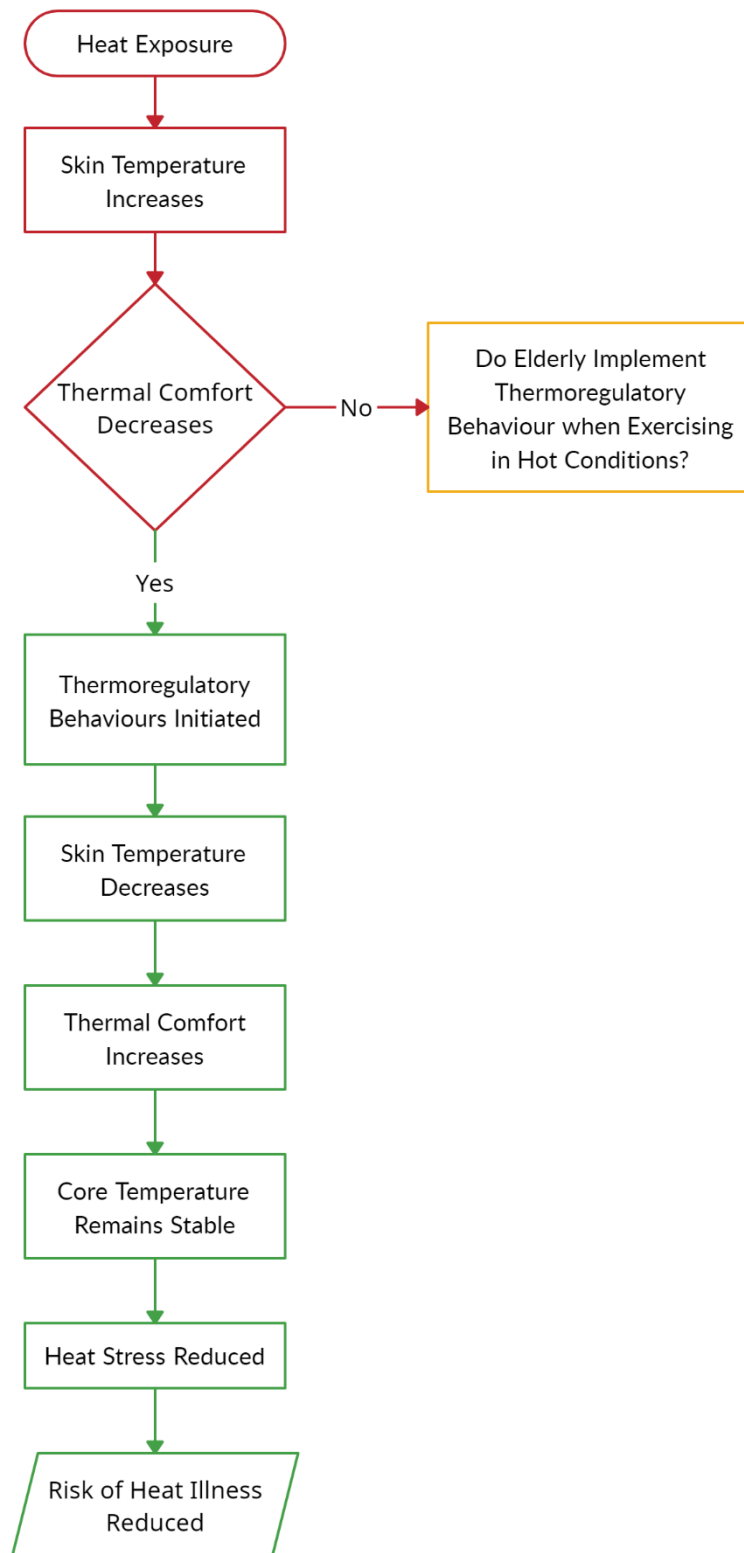 Heat Exposure
Skin Temperature
Increases
Thermal Comfort
Decreases
No
Do Elderly Implement
Thermoregulatory
Behaviour when Exercising
in Hot Conditions?
Yes
Thermoregulatory
Behaviours Initiated
Skin Temperature
Decreases
Thermal Comfort
Increases
Core Temperature
Remains Stable
Heat Stress Reduced
Risk of Heat Illness
Reduced